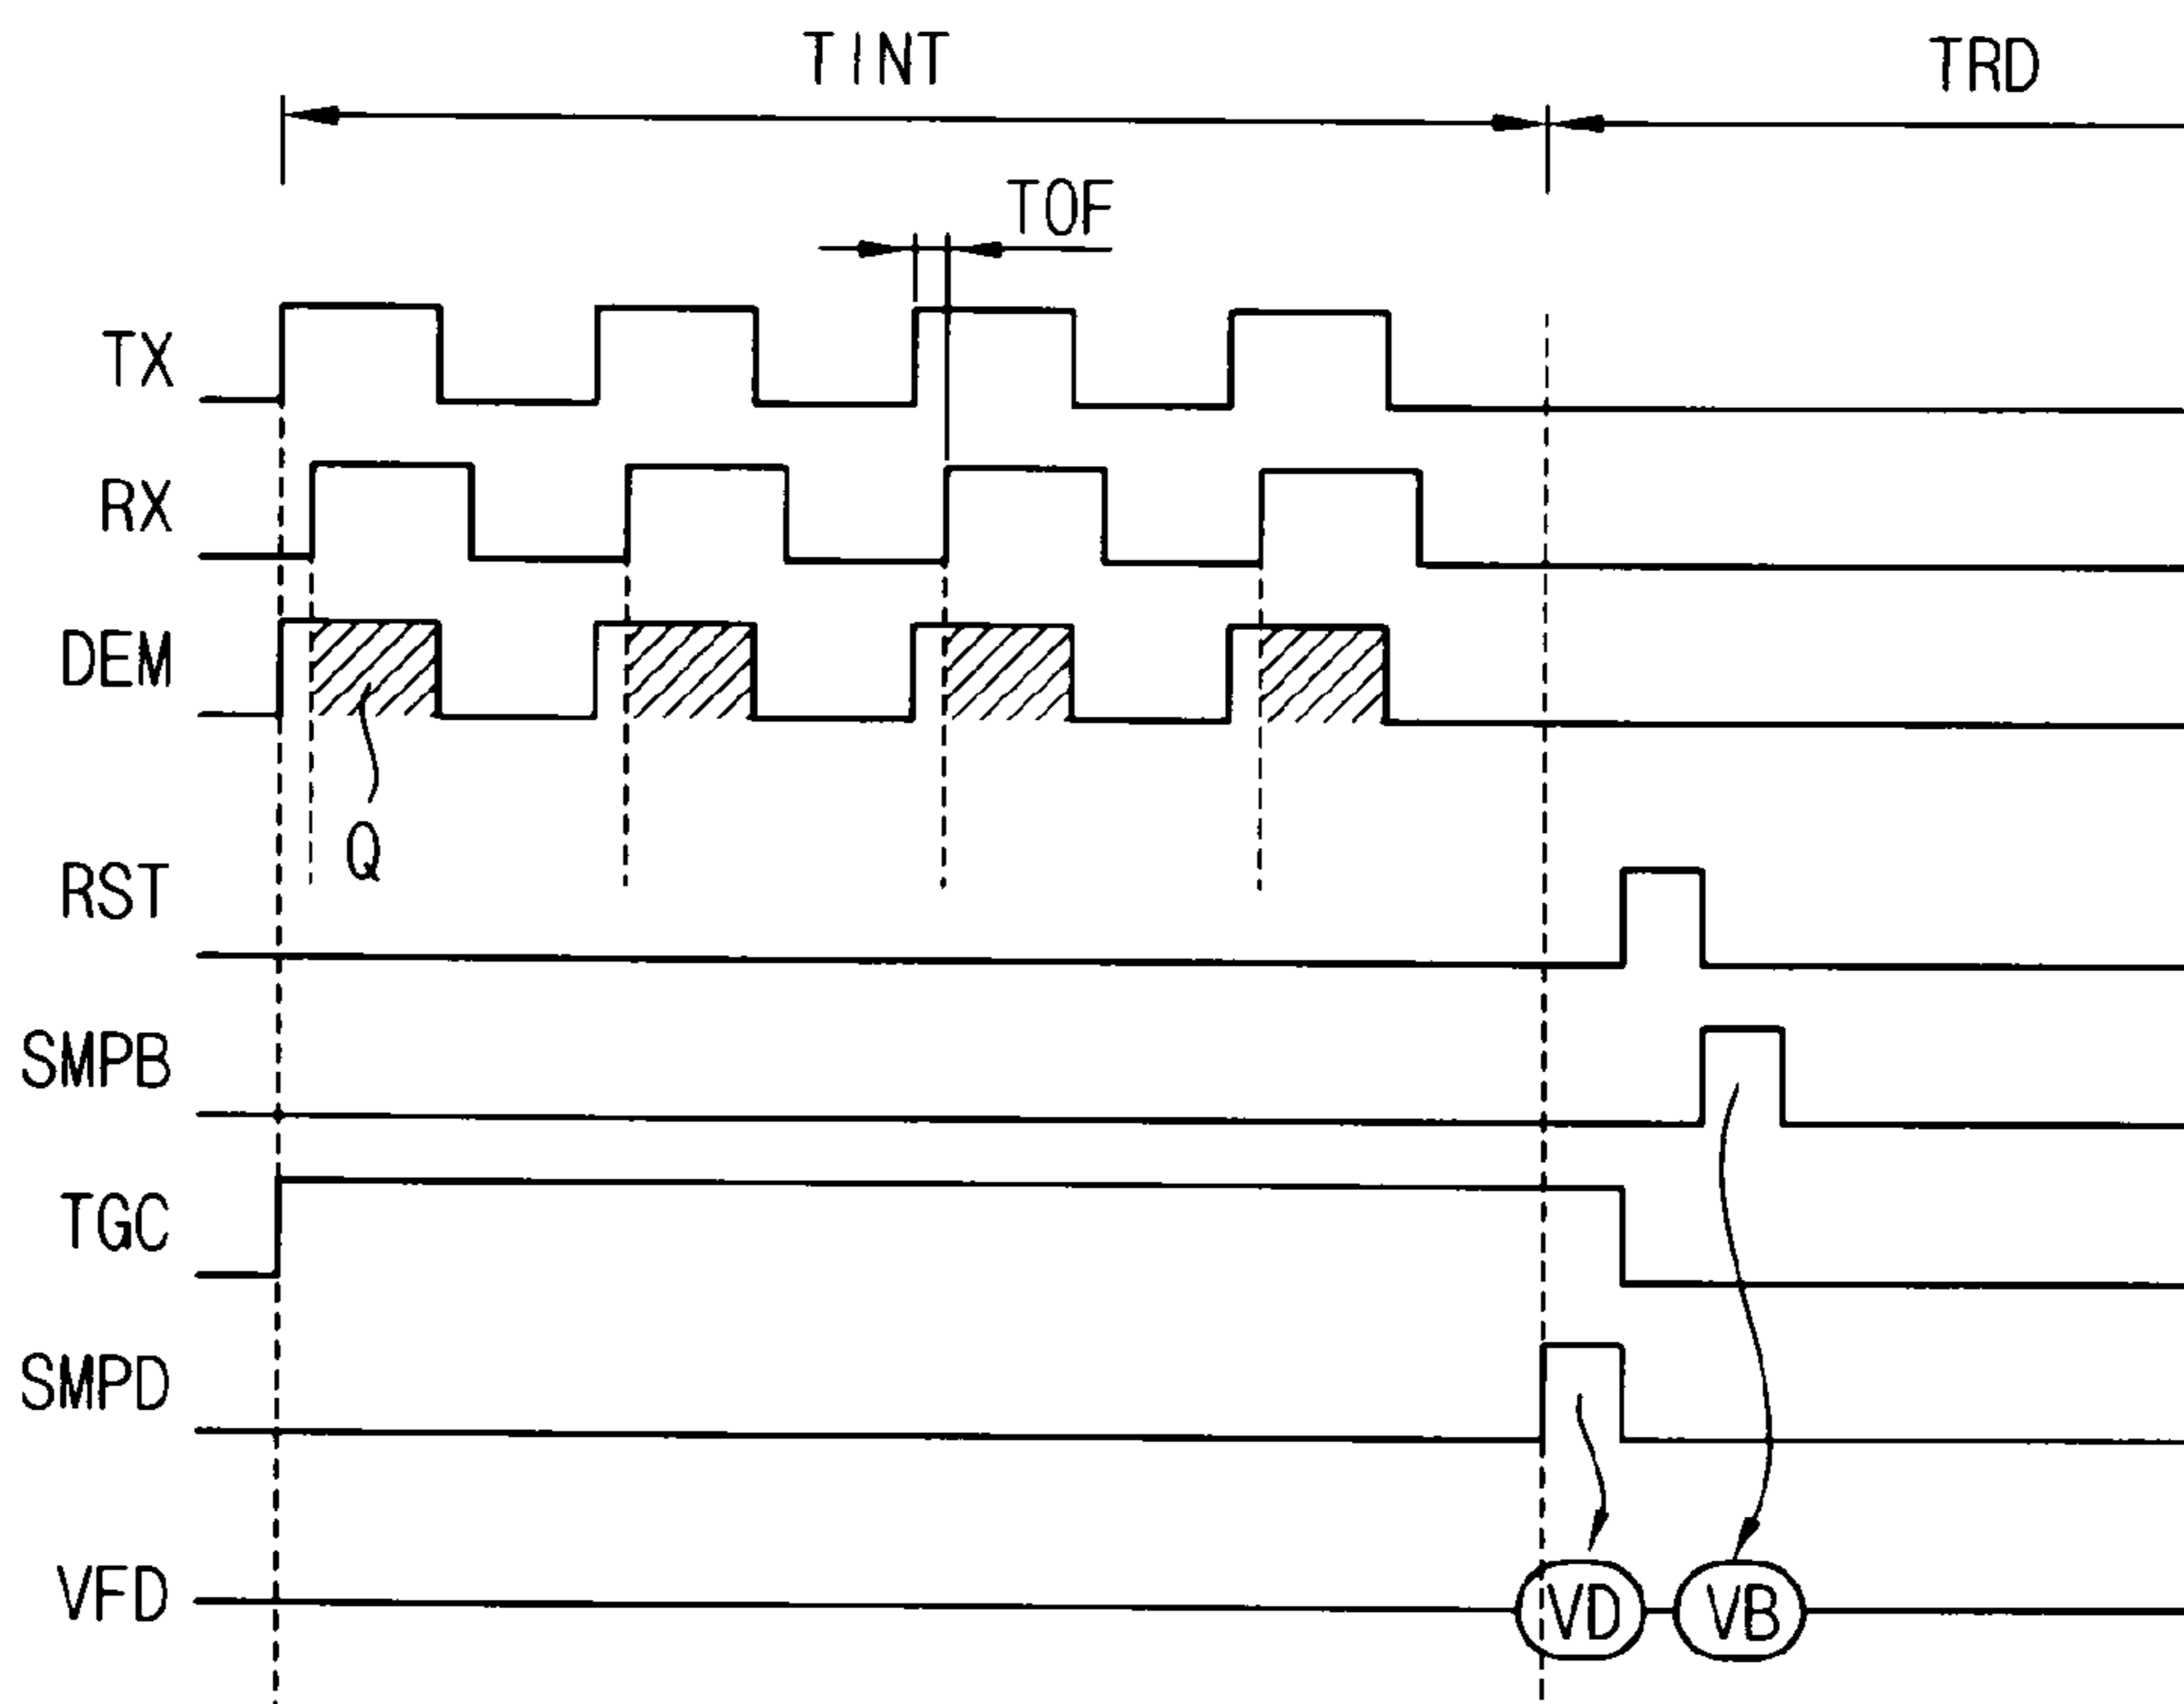 TINT
TRD
TOF
TX
RX
DEM
Q
RST
SMPB
TGC
SMPD
VFD
VD
VB